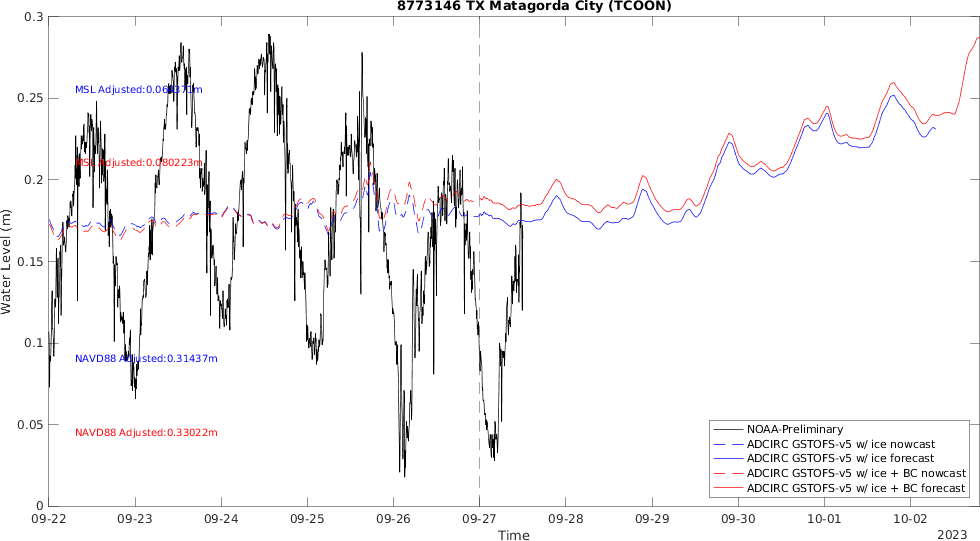 8773146 TX Matagorda City (TCOON)
0.3
0.25
0.2
0.15
0.1
0.05
0
Water Level (m)
MSL Adjusted:
MSL Adjusted:0.080223m
NAVD88 Adjusted:0.31437m
NAVD88 Adjusted:0.33022m
NOAA-Preliminary
ADCIRC GSTOFS-v5 w/ ice nowcast
ADCIRC GSTOFS-v5 w/ ice forecast
ADCIRC GSTOFS-v5 w/ ice + BC nowcast
ADCIRC GSTOFS-v5 w/ ice + BC forecast
09-22 09-23 09-24 09-25 09-26 09-27 09-28 09-29 09-30 10-01 10-02
Time
2023